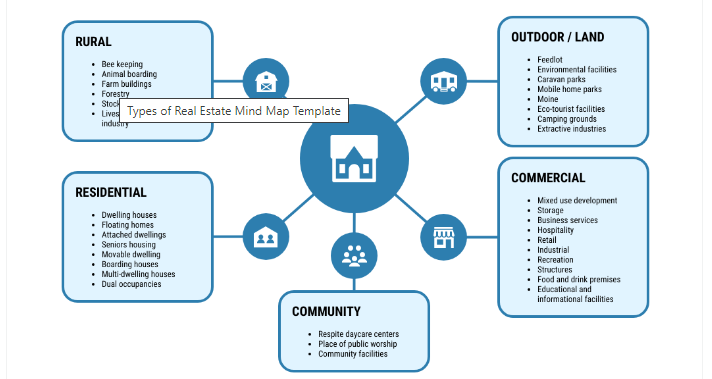 RURAL
Bee keeping
Animal boarding
Farm buildings
Forestry
industry
Types of Real Estate Mind Map Template
OUTDOOR / LAND
Feedlot
Environmental facilities
Caravan parks
Mobile home parks
Moine
Eco-tourist facilities
Camping grounds
Extractive industries
RESIDENTIAL
Dwelling houses
Floating homes
Attached dwellings
Seniors housing
Movable dwelling
Boarding houses
Multi-dwelling houses
Dual occupancies
COMMERCIAL
Mixed use development
Storage
Business services
Hospitality
Retail
Industrial
Recreation
Structures
Food and drink premises
Educational and
informational facilities
COMMUNITY
Respite daycare centers
Place of public worship
Community facilities